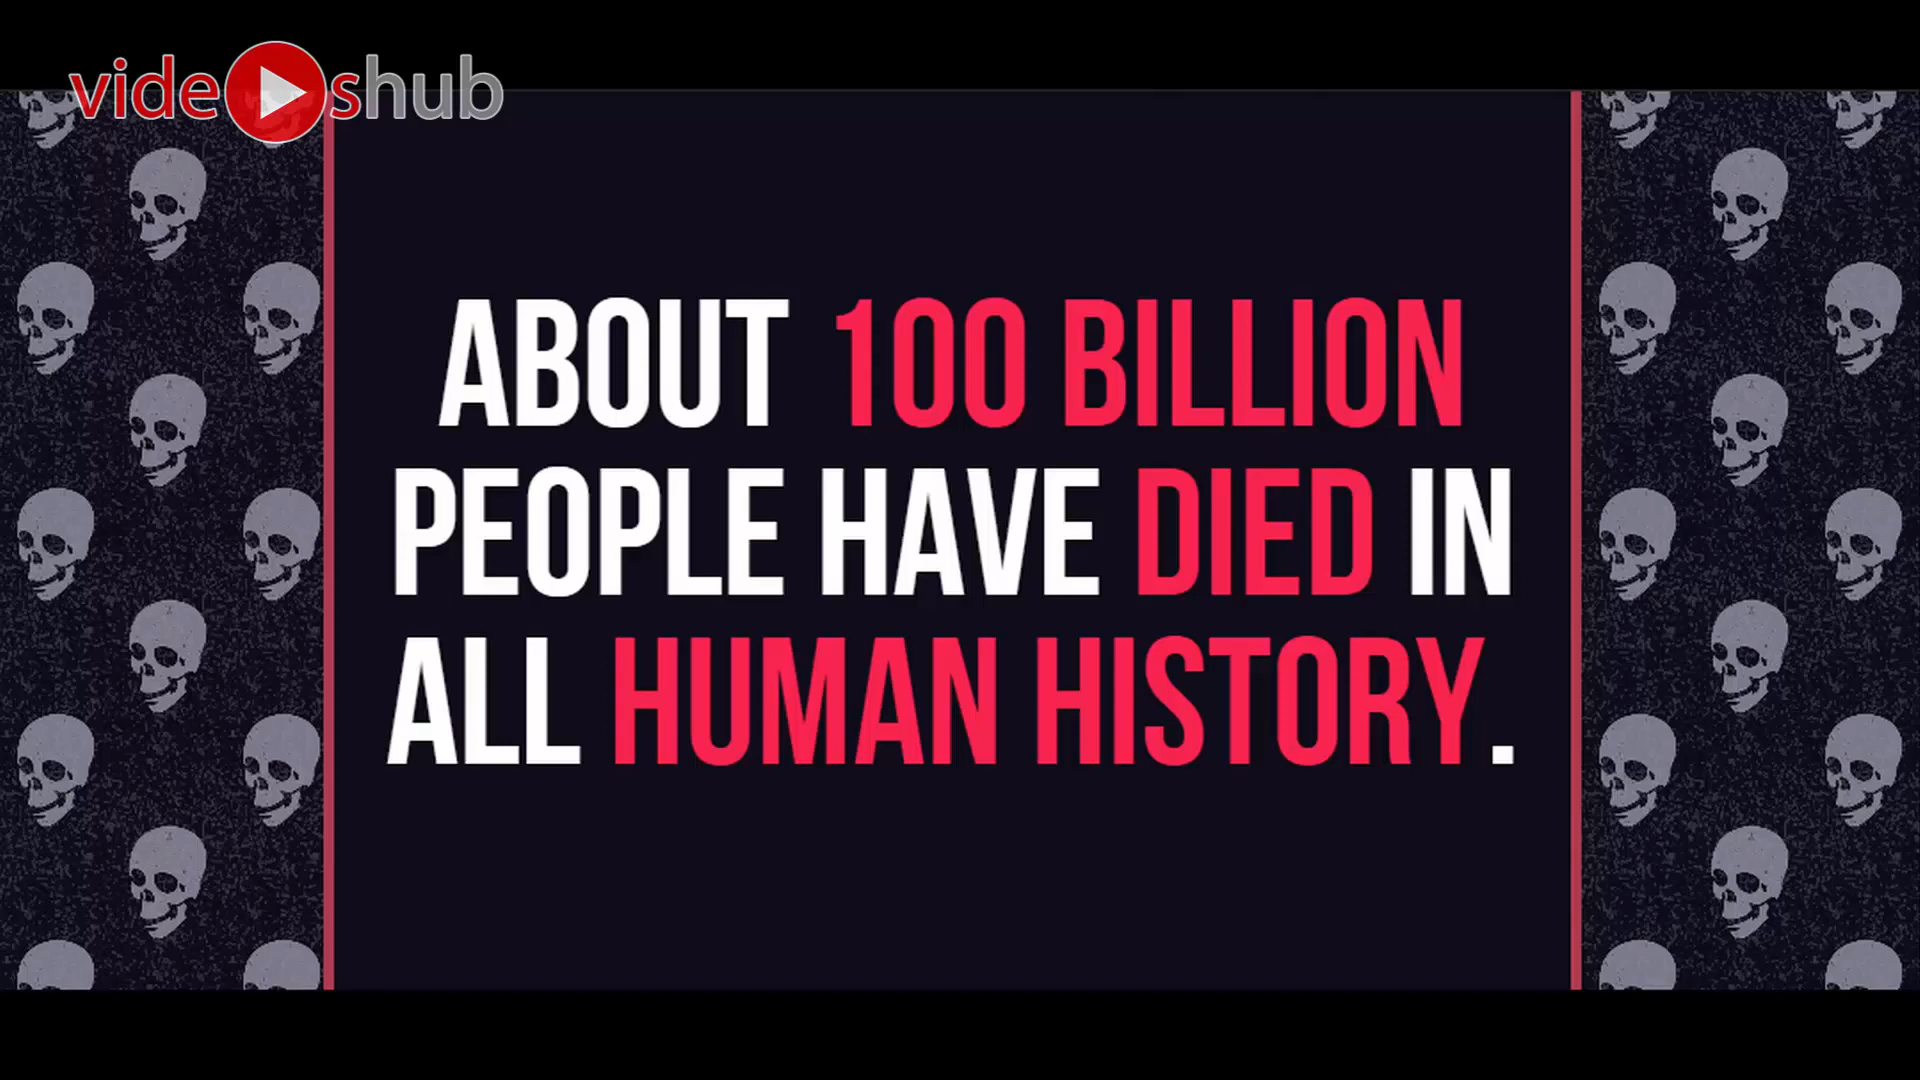 videoshub
ABOUT 100 BILLION
PEOPLE HAVE DIED IN
ALL HUMAN HISTORY.